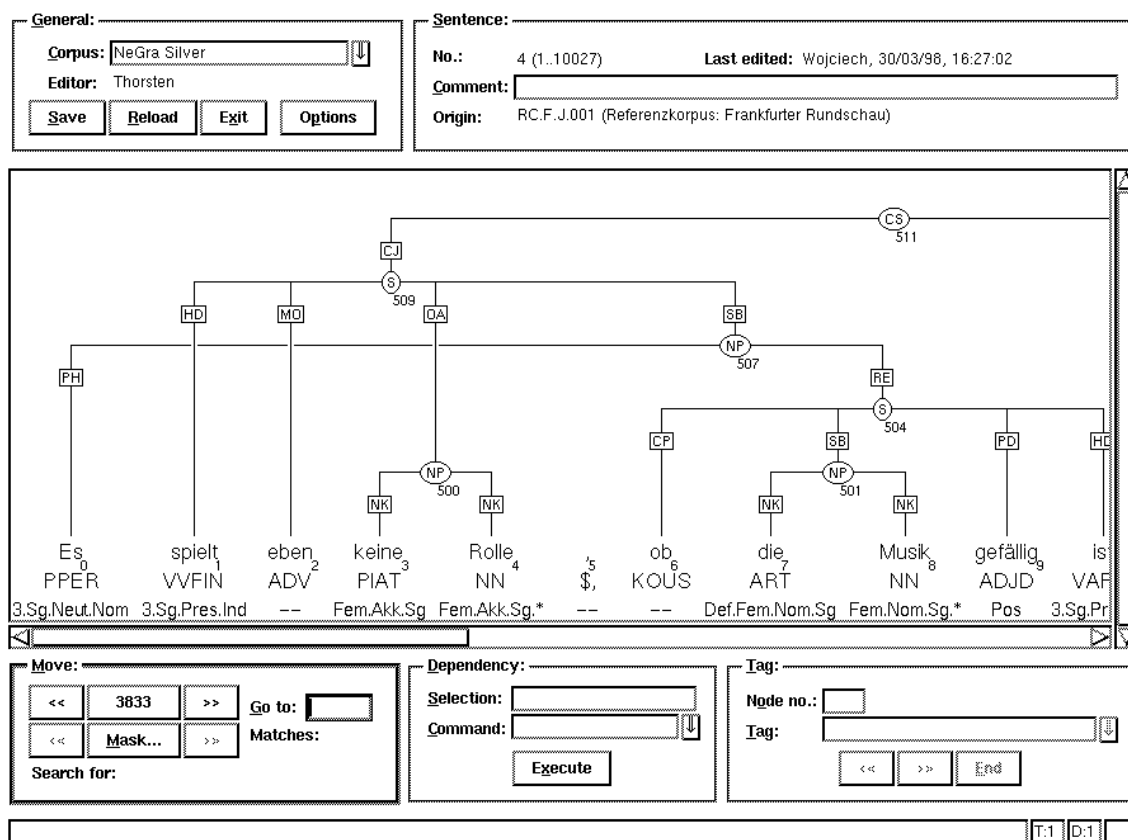 General:
Corpus: NeGra Silver
Editor: Thorsten
Save Reload Exit Options
Sentence:
No.: 4 (1..10027) Last edited: Wojciech, 30/03/98, 16:27:02
Comment:
Origin: RC.F.J.001 (Referenzkorpus: Frankfurter Rundschau)
CS
511
CJ
S
509
HD MO OA SB
NP
507
PH RE
S
504
CP SB PD HD
NP NP
500 501
NK NK NK NK
Es spielt eben keine Rolle , ob die Musik gefällig is
0 1 2 3 4 5 6 7 8 9
PPER VVFIN ADV PIAT NN $, KOUS ART NN ADJD VAF
3.Sg.Neut.Nom 3.Sg.Pres.Ind -- Fem.Akk.Sg Fem.Akk.Sg.* -- -- Def.Fem.Nom.Sg Fem.Nom.Sg.* Pos 3.Sg.Pr
Move:
<< 3833 >> Go to:
<< Mask... >> Matches:
Search for:
Dependency:
Selection:
Command:
Execute
Tag:
Node no.:
Tag:
<< >> End
T:1 D:1